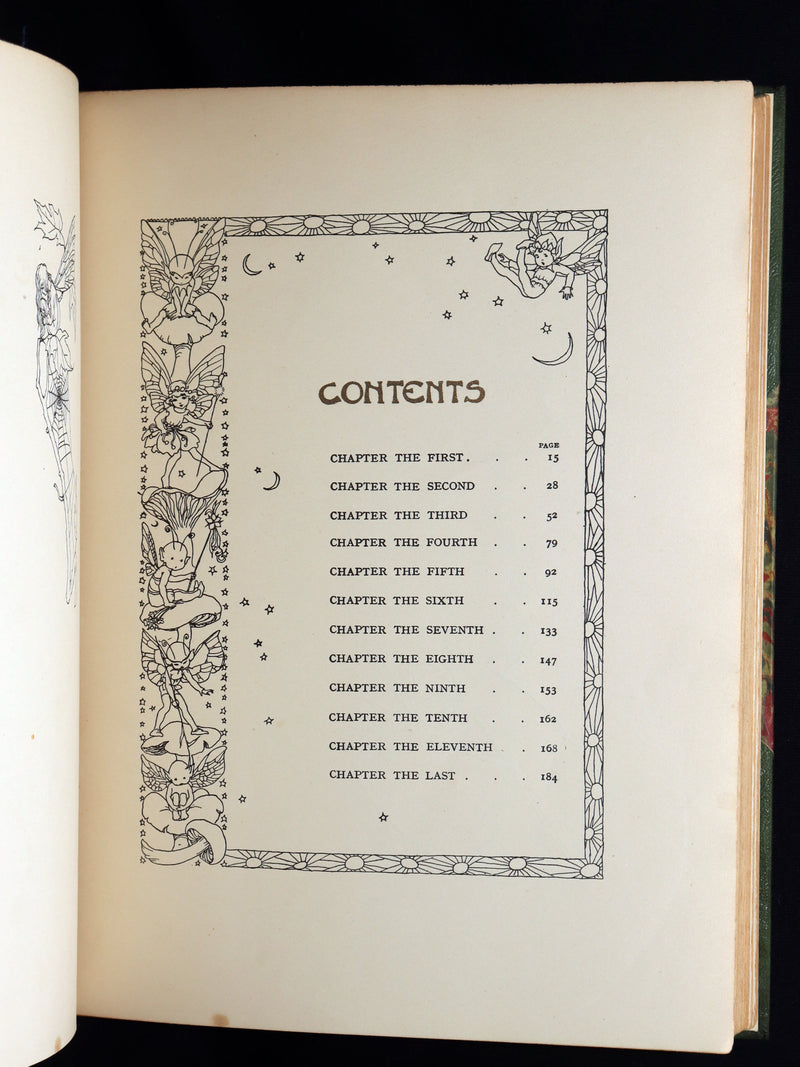 CONTENTS
PAGE
CHAPTER THE FIRST . . . 15
CHAPTER THE SECOND . . 28
CHAPTER THE THIRD . . 52
CHAPTER THE FOURTH . . 79
CHAPTER THE FIFTH . . 92
CHAPTER THE SIXTH . . 115
CHAPTER THE SEVENTH . . 133
CHAPTER THE EIGHTH . . 147
CHAPTER THE NINTH . . 153
CHAPTER THE TENTH . . 162
CHAPTER THE ELEVENTH . . 168
CHAPTER THE LAST . . . 184